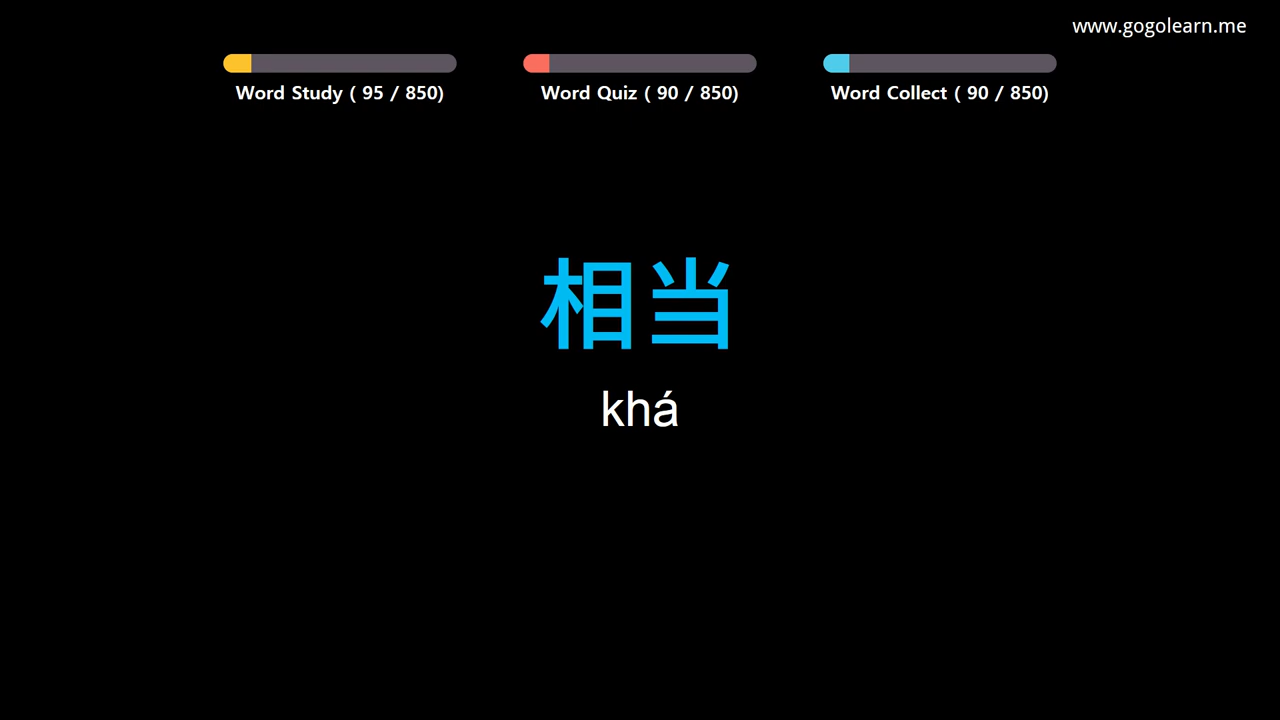 www.gogolearn.me
Word Study ( 95 / 850)
Word Quiz ( 90 / 850)
Word Collect ( 90 / 850)
相当
khá